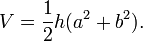 V = \frac{1}{2}h(a^2 + b^2).